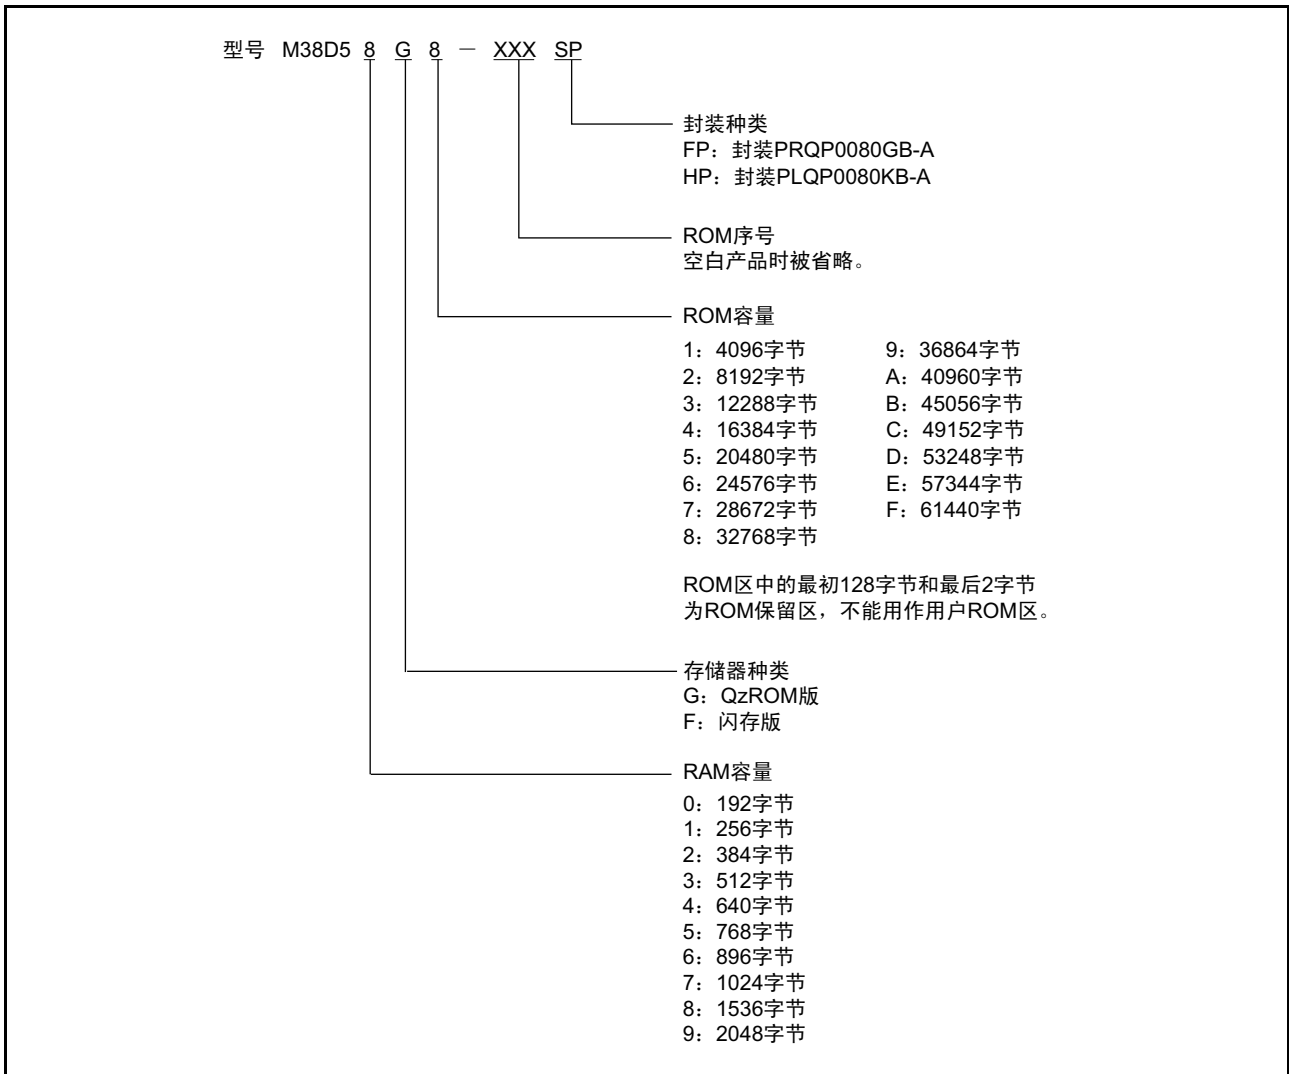 型号 M38D5 8 G 8 － XXX SP
封装种类
FP：封装PRQP0080GB-A
HP：封装PLQP0080KB-A
ROM序号
空白产品时被省略。
ROM容量
1：4096字节 9：36864字节
2：8192字节 A：40960字节
3：12288字节 B：45056字节
4：16384字节 C：49152字节
5：20480字节 D：53248字节
6：24576字节 E：57344字节
7：28672字节 F：61440字节
8：32768字节
ROM区中的最初128字节和最后2字节
为ROM保留区，不能用作用户ROM区。
存储器种类
G：QzROM版
F：闪存版
RAM容量
0：192字节
1：256字节
2：384字节
3：512字节
4：640字节
5：768字节
6：896字节
7：1024字节
8：1536字节
9：2048字节